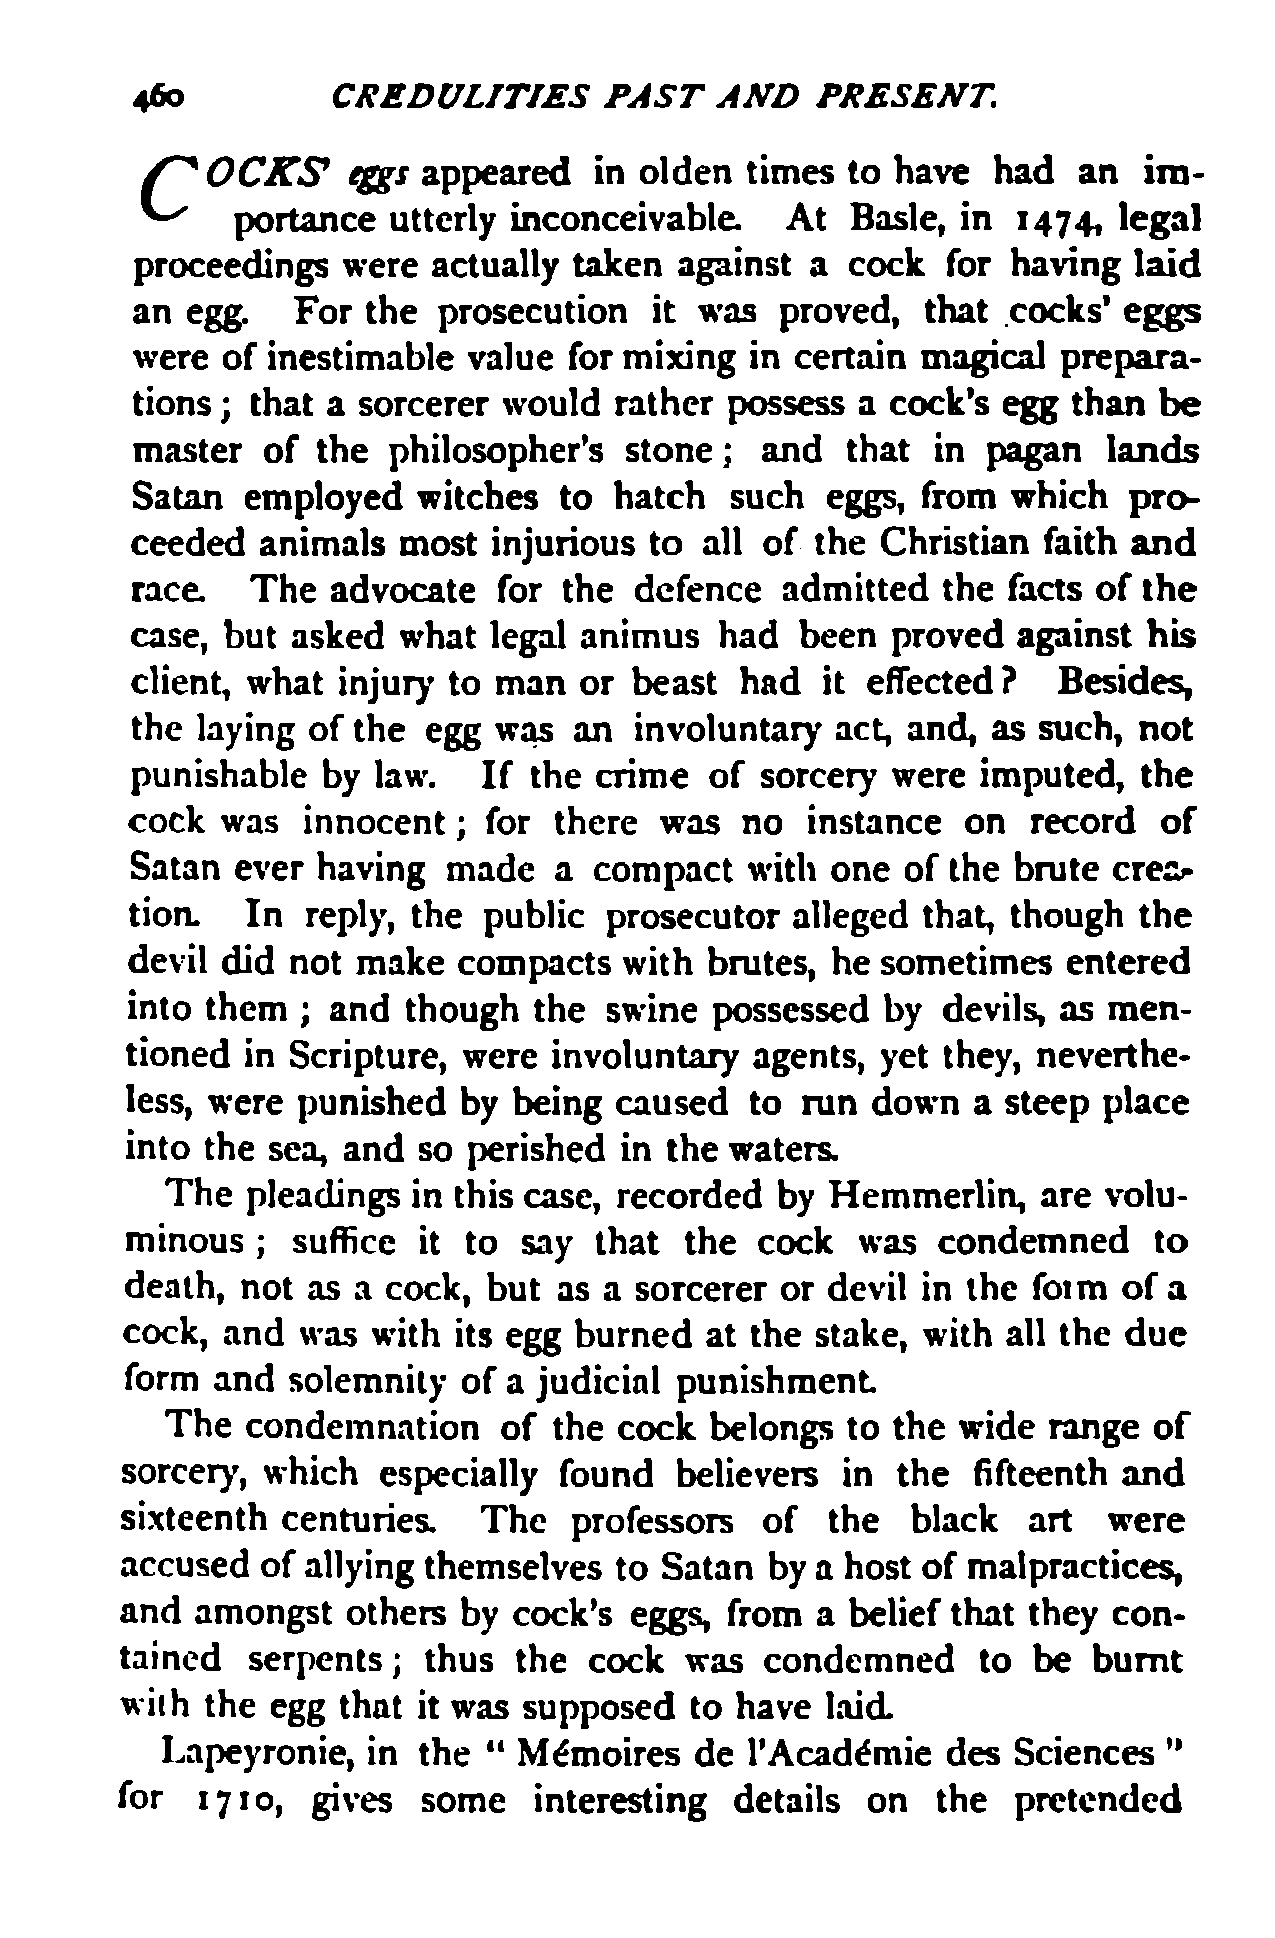 460 CREDULITIES PAST AND PRESENT.
COCKS' eggs appeared in olden times to have had an im-
portance utterly inconceivable. At Basle, in 1474, legal
proceedings were actually taken against a cock for having laid
an egg. For the prosecution it was proved, that cocks' eggs
were of inestimable value for mixing in certain magical prepara-
tions; that a sorcerer would rather possess a cock's egg than be
master of the philosopher's stone; and that in pagan lands
Satan employed witches to hatch such eggs, from which pro-
ceeded animals most injurious to all of the Christian faith and
race. The advocate for the defence admitted the facts of the
case, but asked what legal animus had been proved against his
client, what injury to man or beast had it effected? Besides,
the laying of the egg was an involuntary act, and, as such, not
punishable by law. If the crime of sorcery were imputed, the
cock was innocent; for there was no instance on record of
Satan ever having made a compact with one of the brute crea-
tion. In reply, the public prosecutor alleged that, though the
devil did not make compacts with brutes, he sometimes entered
into them; and though the swine possessed by devils, as men-
tioned in Scripture, were involuntary agents, yet they, neverthe-
less, were punished by being caused to run down a steep place
into the sea, and so perished in the waters.
The pleadings in this case, recorded by Hemmerlin, are volu-
minous; suffice it to say that the cock was condemned to
death, not as a cock, but as a sorcerer or devil in the form of a
cock, and was with its egg burned at the stake, with all the due
form and solemnity of a judicial punishment.
The condemnation of the cock belongs to the wide range of
sorcery, which especially found believers in the fifteenth and
sixteenth centuries. The professors of the black art were
accused of allying themselves to Satan by a host of malpractices,
and amongst others by cock's eggs, from a belief that they con-
tained serpents; thus the cock was condemned to be burnt
with the egg that it was supposed to have laid.
Lapeyronie, in the "Mémoires de l'Académie des Sciences"
for 1710, gives some interesting details on the pretended